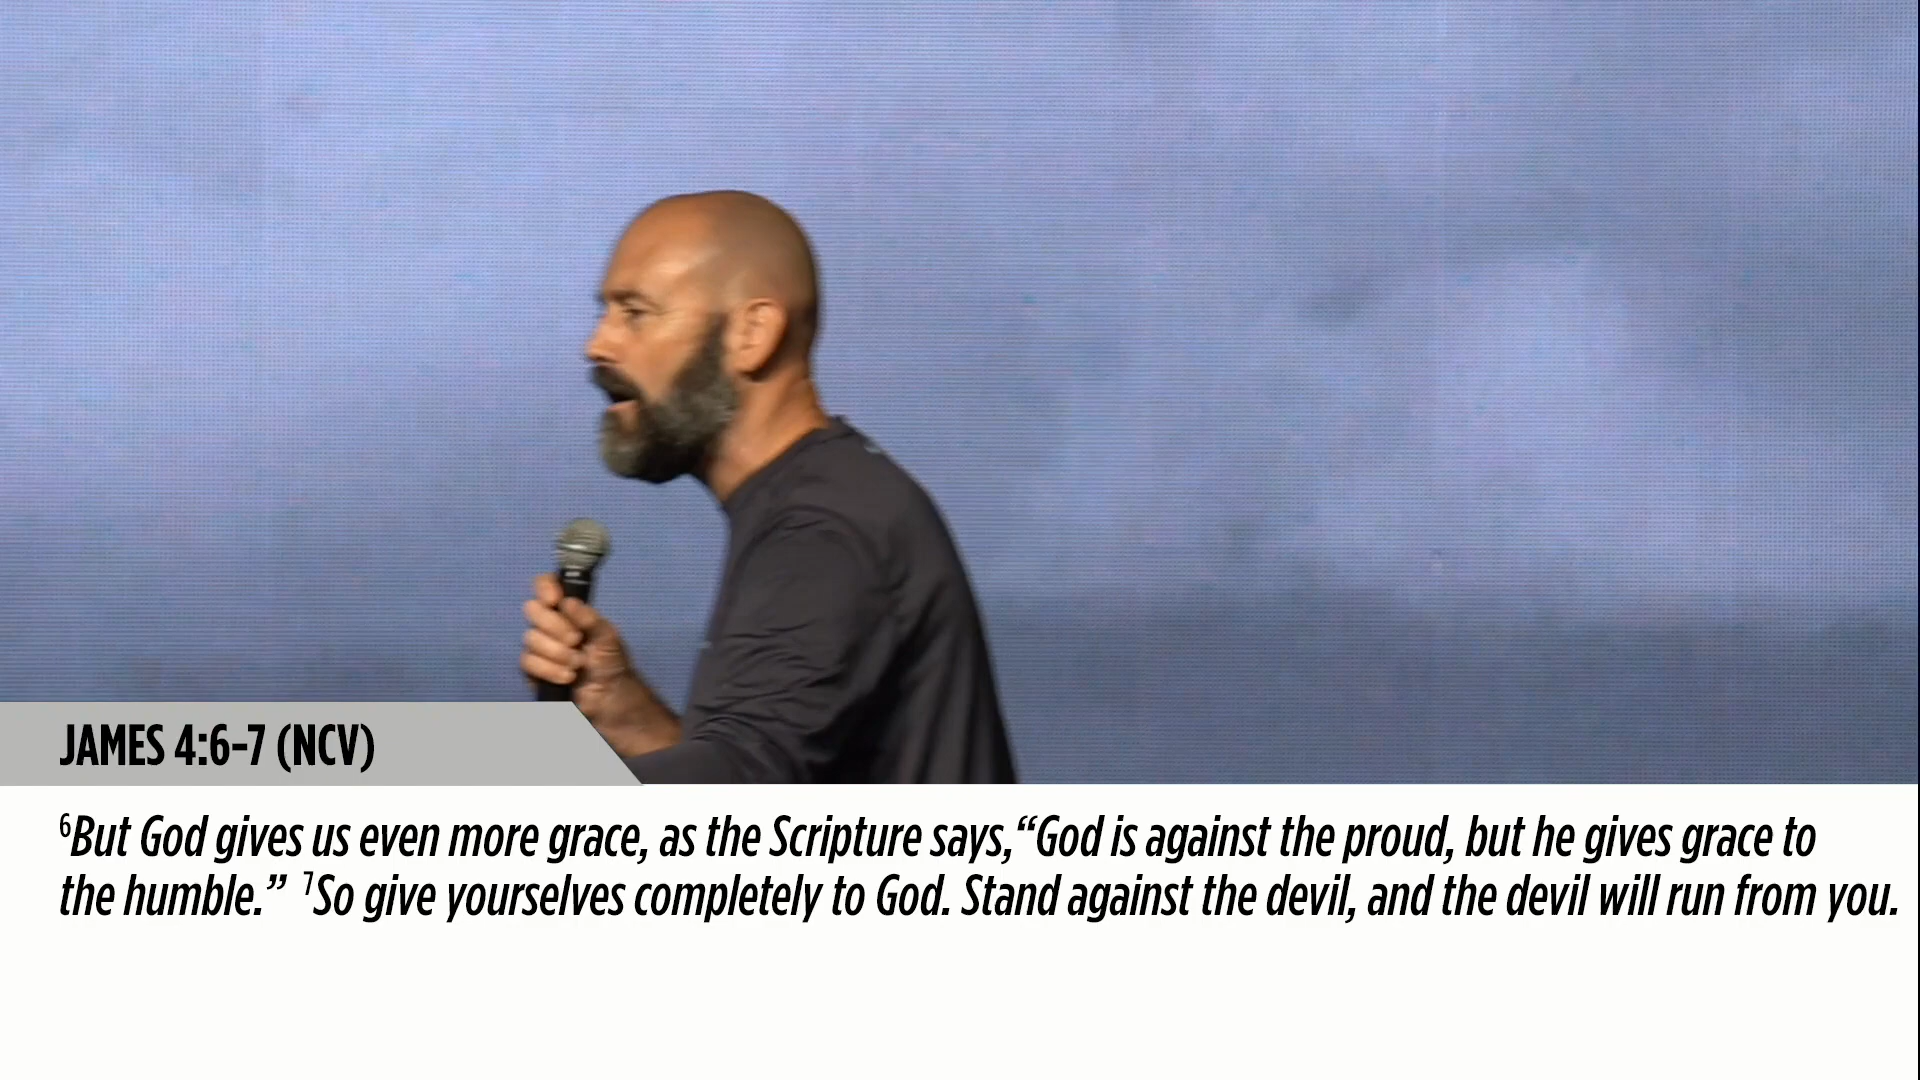 JAMES 4:6-7 (NCV)
⁶But God gives us even more grace, as the Scripture says,“God is against the proud, but he gives grace to
the humble.” ⁷So give yourselves completely to God. Stand against the devil, and the devil will run from you.